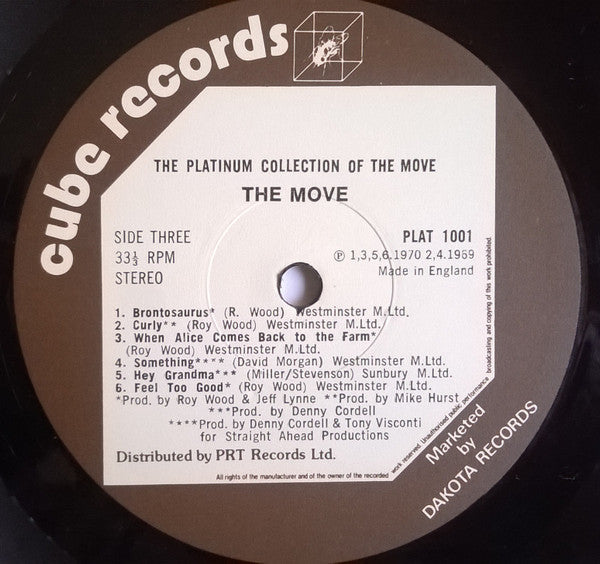 cube records
THE PLATINUM COLLECTION OF THE MOVE
THE MOVE
SIDE THREE
33⅓ RPM
STEREO
PLAT 1001
Ⓟ 1,3,5,6,1970 2,4.1969
Made in England
1. Brontosaurus* (R. Wood) Westminster M.Ltd.
2. Curly** (Roy Wood) Westminster M.Ltd.
3. When Alice Comes Back to the Farm*
(Roy Wood) Westminster M.Ltd.
4. Something**** (David Morgan) Westminster M.Ltd.
5. Hey Grandma*** (Miller/Stevenson) Sunbury M.Ltd.
6. Feel Too Good* (Roy Wood) Westminster M.Ltd.
*Prod. by Roy Wood & Jeff Lynne **Prod. by Mike Hurst
***Prod. by Denny Cordell
****Prod. by Denny Cordell & Tony Visconti
for Straight Ahead Productions
Distributed by PRT Records Ltd.
All rights of the manufacturer and of the owner of the recorded
work reserved. Unauthorised public performance
broadcasting and copying of this work prohibited.
Marketed
by
DAKOTA RECORDS